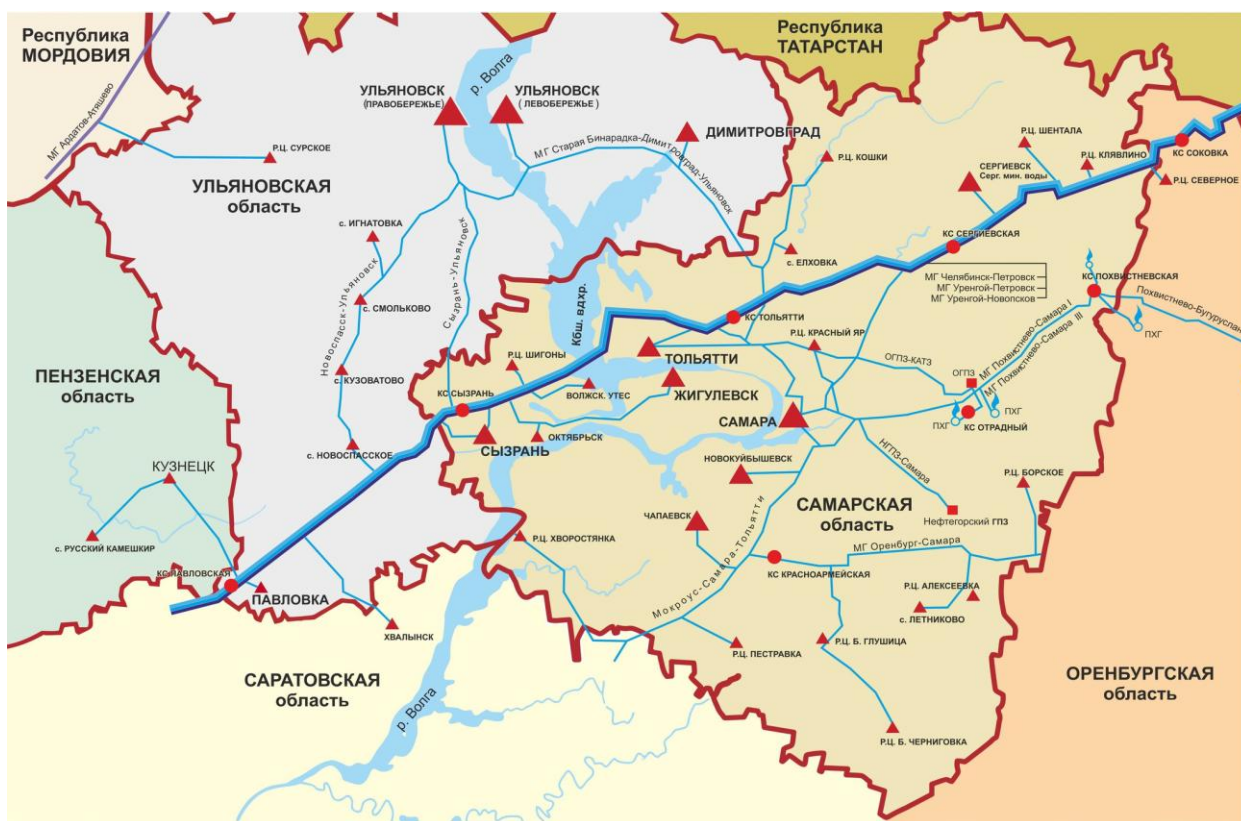 Республика
МОРДОВИЯ
Республика
ТАТАРСТАН
р. Волга
УЛЬЯНОВСК
(ПРАВОБЕРЕЖЬЕ)
УЛЬЯНОВСК
( ЛЕВОБЕРЕЖЬЕ )
МГ Ардатов-Атяшево
Р.Ц. СУРСКОЕ
МГ Старая Бинарадка-Димитровград-Ульяновск
ДИМИТРОВГРАД
Р.Ц. КОШКИ
Р.Ц. ШЕНТАЛА
СЕРГИЕВСК
Серг. мин. воды
Р.Ц. КЛЯВЛИНО
КС СОКОВКА
Р.Ц. СЕВЕРНОЕ
УЛЬЯНОВСКАЯ
область
с. ИГНАТОВКА
Новоспасск-Ульяновск
Сызрань-Ульяновск
с. СМОЛЬКОВО
Кбш. вдхр.
с. ЕЛХОВКА
КС СЕРГИЕВСКАЯ
МГ Челябинск-Петровск
МГ Уренгой-Петровск
МГ Уренгой-Новопсков
КС ПОХВИСТНЕВСКАЯ
Похвистнево-Бугуруслан
ПХГ
КС ТОЛЬЯТТИ
Р.Ц. КРАСНЫЙ ЯР
МГ Похвистнево-Самара I
МГ Похвистнево-Самара III
ПЕНЗЕНСКАЯ
область
с. КУЗОВАТОВО
Р.Ц. ШИГОНЫ
ТОЛЬЯТТИ
ОГПЗ-КАТЗ
ОГПЗ
КС СЫЗРАНЬ
ВОЛЖСК. УТЕС
ЖИГУЛЕВСК
САМАРА
ПХГ
ПХГ
КС ОТРАДНЫЙ
с. НОВОСПАССКОЕ
СЫЗРАНЬ
ОКТЯБРЬСК
КУЗНЕЦК
НОВОКУЙБЫШЕВСК
НГПЗ-Самара
Р.Ц. БОРСКОЕ
САМАРСКАЯ
область
ЧАПАЕВСК
Нефтегорский ГПЗ
с. РУССКИЙ КАМЕШКИР
Р.Ц. ХВОРОСТЯНКА
Мокроус-Самара-Тольятти
МГ Оренбург-Самара
КС КРАСНОАРМЕЙСКАЯ
КС ПАВЛОВСКАЯ
ПАВЛОВКА
Р.Ц. АЛЕКСЕЕВКА
с. ЛЕТНИКОВО
ХВАЛЫНСК
Р.Ц. ПЕСТРАВКА
Р.Ц. Б. ГЛУШИЦА
САРАТОВСКАЯ
область
ОРЕНБУРГСКАЯ
область
р. Волга
Р.Ц. Б. ЧЕРНИГОВКА